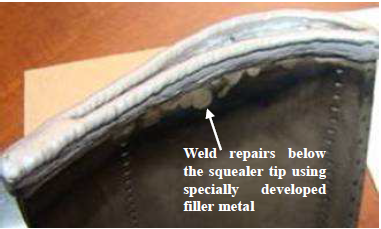 Weld repairs below
the squealer tip using
specially developed
filler metal